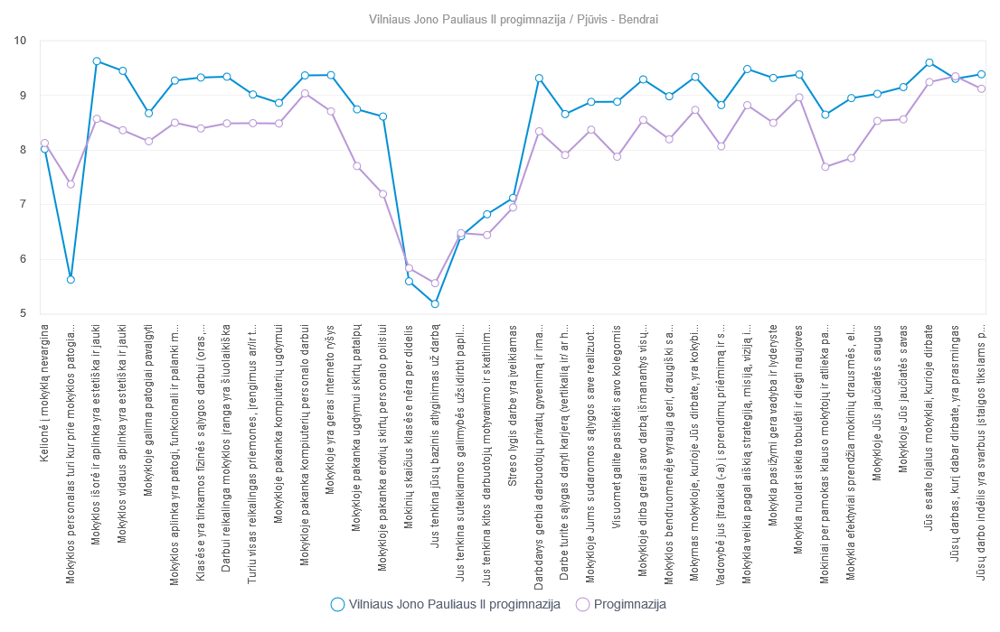 Vilniaus Jono Pauliaus II progimnazija / Pjūvis - Bendrai
10
9
8
7
6
5
Kelionė į mokyklą nevargina
Mokyklos personalas turi kur prie mokyklos patogia...
Mokyklos išorė ir aplinka yra estetiška ir jauki
Mokyklos vidaus aplinka yra estetiška ir jauki
Mokykloje galima patogiai pavalgyti
Mokyklos aplinka yra patogi, funkcionali ir palanki m...
Klasėse yra tinkamos fizinės sąlygos darbui (oras,...
Darbui reikalinga mokyklos įranga yra šiuolaikiška
Turiu visas reikalingas priemones, įrengimus ar/ir t...
Mokykloje pakanka kompiuterių ugdymui
Mokykloje pakanka kompiuterių personalo darbui
Mokykloje yra geras interneto ryšys
Mokykloje pakanka ugdymui skirtų patalpų
Mokykloje pakanka erdvių skirtų personalo poilsiui
Mokinių skaičius klasėse nėra per didelis
Jus tenkina jūsų bazinis atlyginimas už darbą
Jus tenkina suteikiamos galimybės užsidirbti papil...
Jus tenkina kitos darbuotojų motyvavimo ir skatinim...
Streso lygis darbe yra įveikiamas
Darbdavys gerbia darbuotojų privatų gyvenimą ir ima...
Darbe turite sąlygas daryti karjerą (vertikalią ir/ ar h...
Mokykloje Jums sudaromos sąlygos save realizuot...
Visuomet galite pasitikėti savo kolegomis
Mokykloje dirba gerai savo darbą išmanantys visų...
Mokyklos bendruomenėje vyrauja geri, draugiški sa...
Mokymas mokykloje, kurioje Jūs dirbate, yra kokybi...
Vadovybė jus įtraukia (-a) į sprendimų priėmimą ir s...
Mokykla veikia pagal aiškią strategiją, misiją, viziją i...
Mokykla pasižymi gera vadyba ir lyderyste
Mokykla nuolat siekia tobulėti ir diegti naujoves
Mokiniai per pamokas klauso mokytojų ir atlieka pa...
Mokykla efektyviai sprendžia mokinių drausmės, el...
Mokykloje Jūs jaučiatės saugus
Mokykloje Jūs jaučiatės savas
Jūs esate lojalus mokyklai, kurioje dirbate
Jūsų darbas, kurį dabar dirbate, yra prasmingas
Jūsų darbo indėlis yra svarbus įstaigos tikslams p...
Vilniaus Jono Pauliaus II progimnazija
Progimnazija